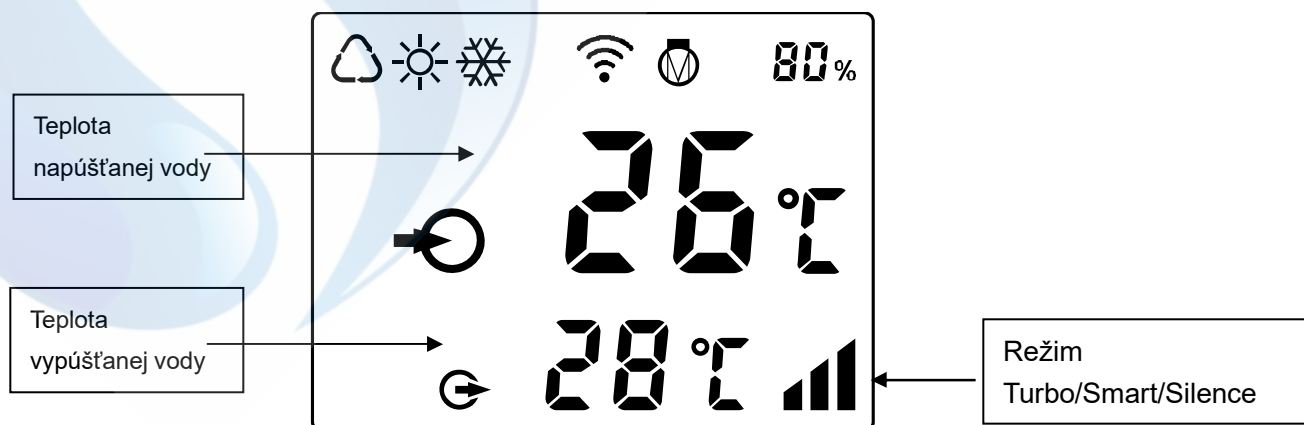 80%
Teplota
napúšťanej vody
26°C
Teplota
vypúšťanej vody
28°C
Režim
Turbo/Smart/Silence